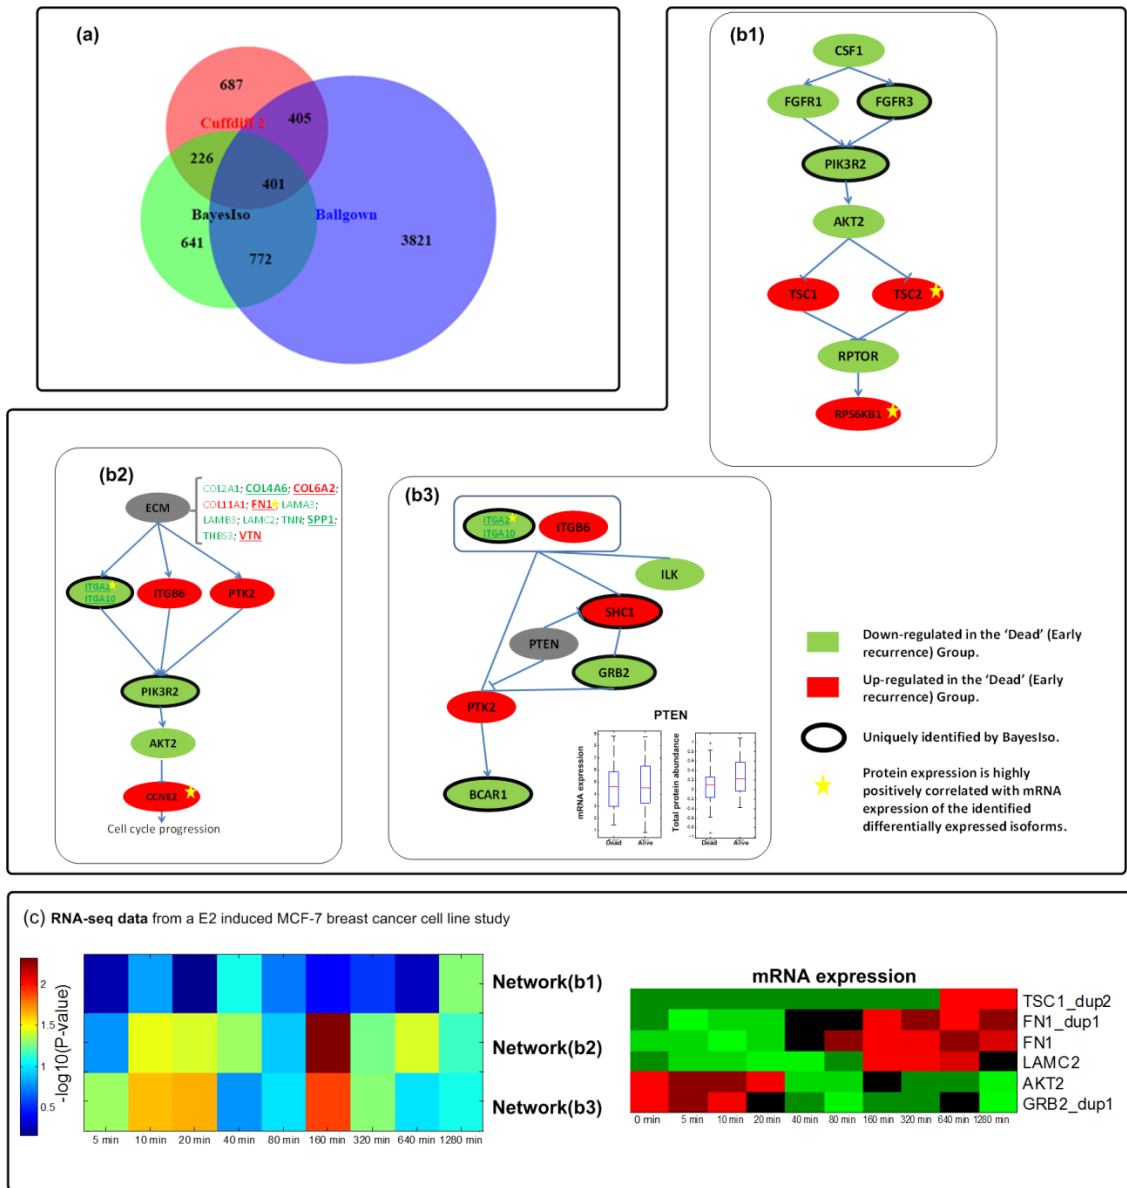 (a)
687
Cuffdiff 2
405
226
401
BayesIso
Ballgown
641
772
3821
(b1)
CSF1
FGFR1
FGFR3
PIK3R2
AKT2
TSC1
TSC2
RPTOR
RPS6KB1
(b2)
ECM
COL2A1; COL4A6; COL6A2;
COL11A1; FN1; LAMA3;
LAMB3; LAMC2; TNN; SPP1;
THBS3; VTN
ITGA2
ITGA10
ITGB6
PTK2
PIK3R2
AKT2
CCNE2
Cell cycle progression
(b3)
ITGA2
ITGA10
ITGB6
ILK
SHC1
PTEN
GRB2
PTK2
BCAR1
PTEN
mRNA expression
Dead
Alive
Total protein abundance
Dead
Alive
Down-regulated in the 'Dead' (Early
recurrence) Group.
Up-regulated in the 'Dead' (Early
recurrence) Group.
Uniquely identified by BayesIso.
Protein expression is highly
positively correlated with mRNA
expression of the identified
differentially expressed isoforms.
(c) RNA-seq data from a E2 induced MCF-7 breast cancer cell line study
2
1.5
1
0.5
-log10(P-value)
Network(b1)
Network(b2)
Network(b3)
5 min 10 min 20 min 40 min 80 min 160 min 320 min 640 min 1280 min
mRNA expression
TSC1_dup2
FN1_dup1
FN1
LAMC2
AKT2
GRB2_dup1
0 min 5 min 10 min 20 min 40 min 80 min 160 min 320 min 640 min 1280 min